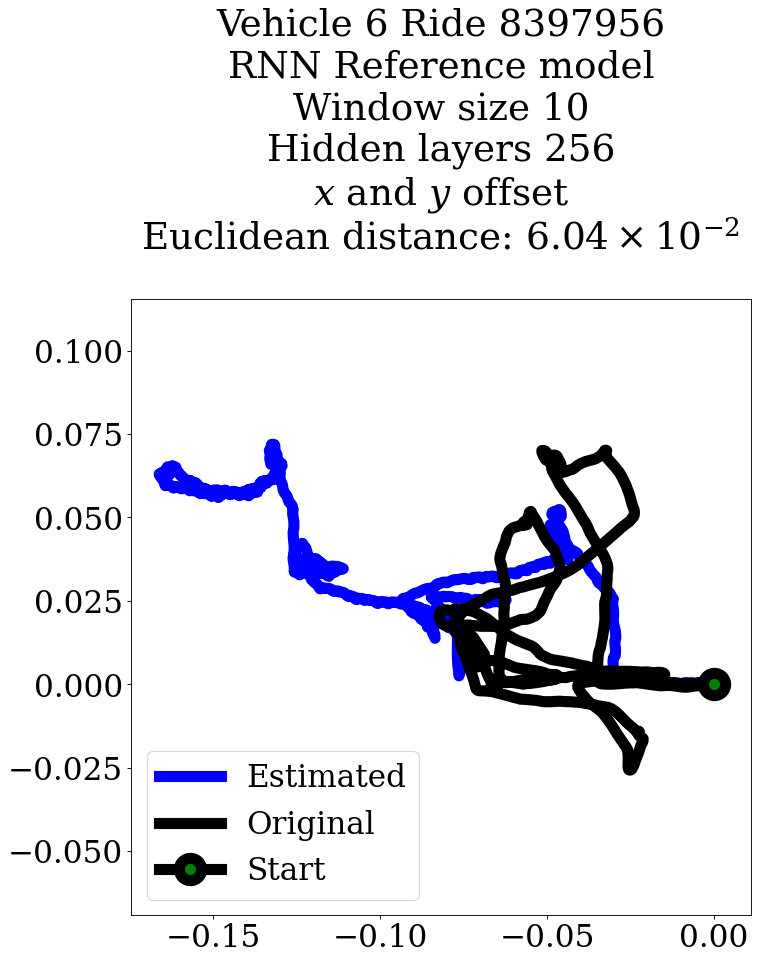 Vehicle 6 Ride 8397956
RNN Reference model
Window size 10
Hidden layers 256
x and y offset
Euclidean distance: 6.04 × 10⁻²
0.100
0.075
0.050
0.025
0.000
−0.025
−0.050
Estimated
Original
Start
−0.15 −0.10 −0.05 0.00